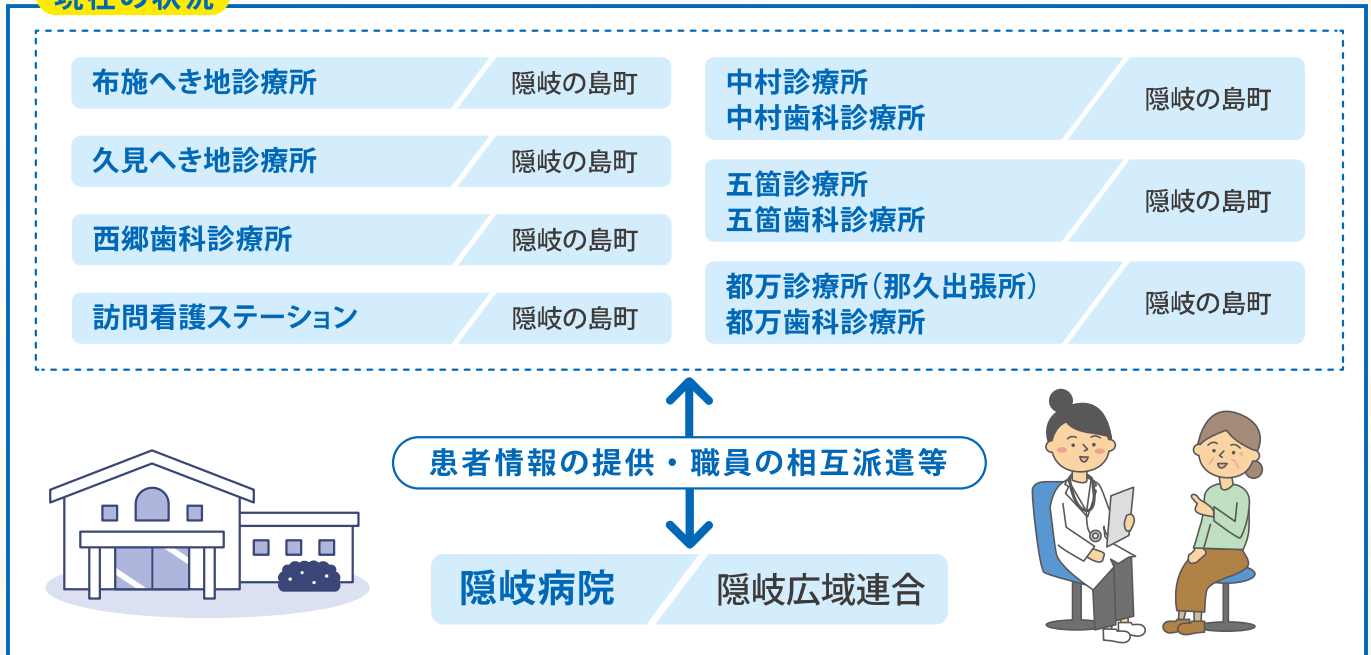 現在の状況
布施へき地診療所 隠岐の島町
久見へき地診療所 隠岐の島町
西郷歯科診療所 隠岐の島町
訪問看護ステーション 隠岐の島町
中村診療所
中村歯科診療所
隠岐の島町
五箇診療所
五箇歯科診療所
隠岐の島町
都万診療所(那久出張所)
都万歯科診療所
隠岐の島町
患者情報の提供・職員の相互派遣等
隠岐病院 隠岐広域連合